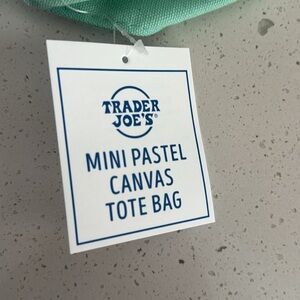 TRADER
JOE'S®
MINI PASTEL
CANVAS
TOTE BAG